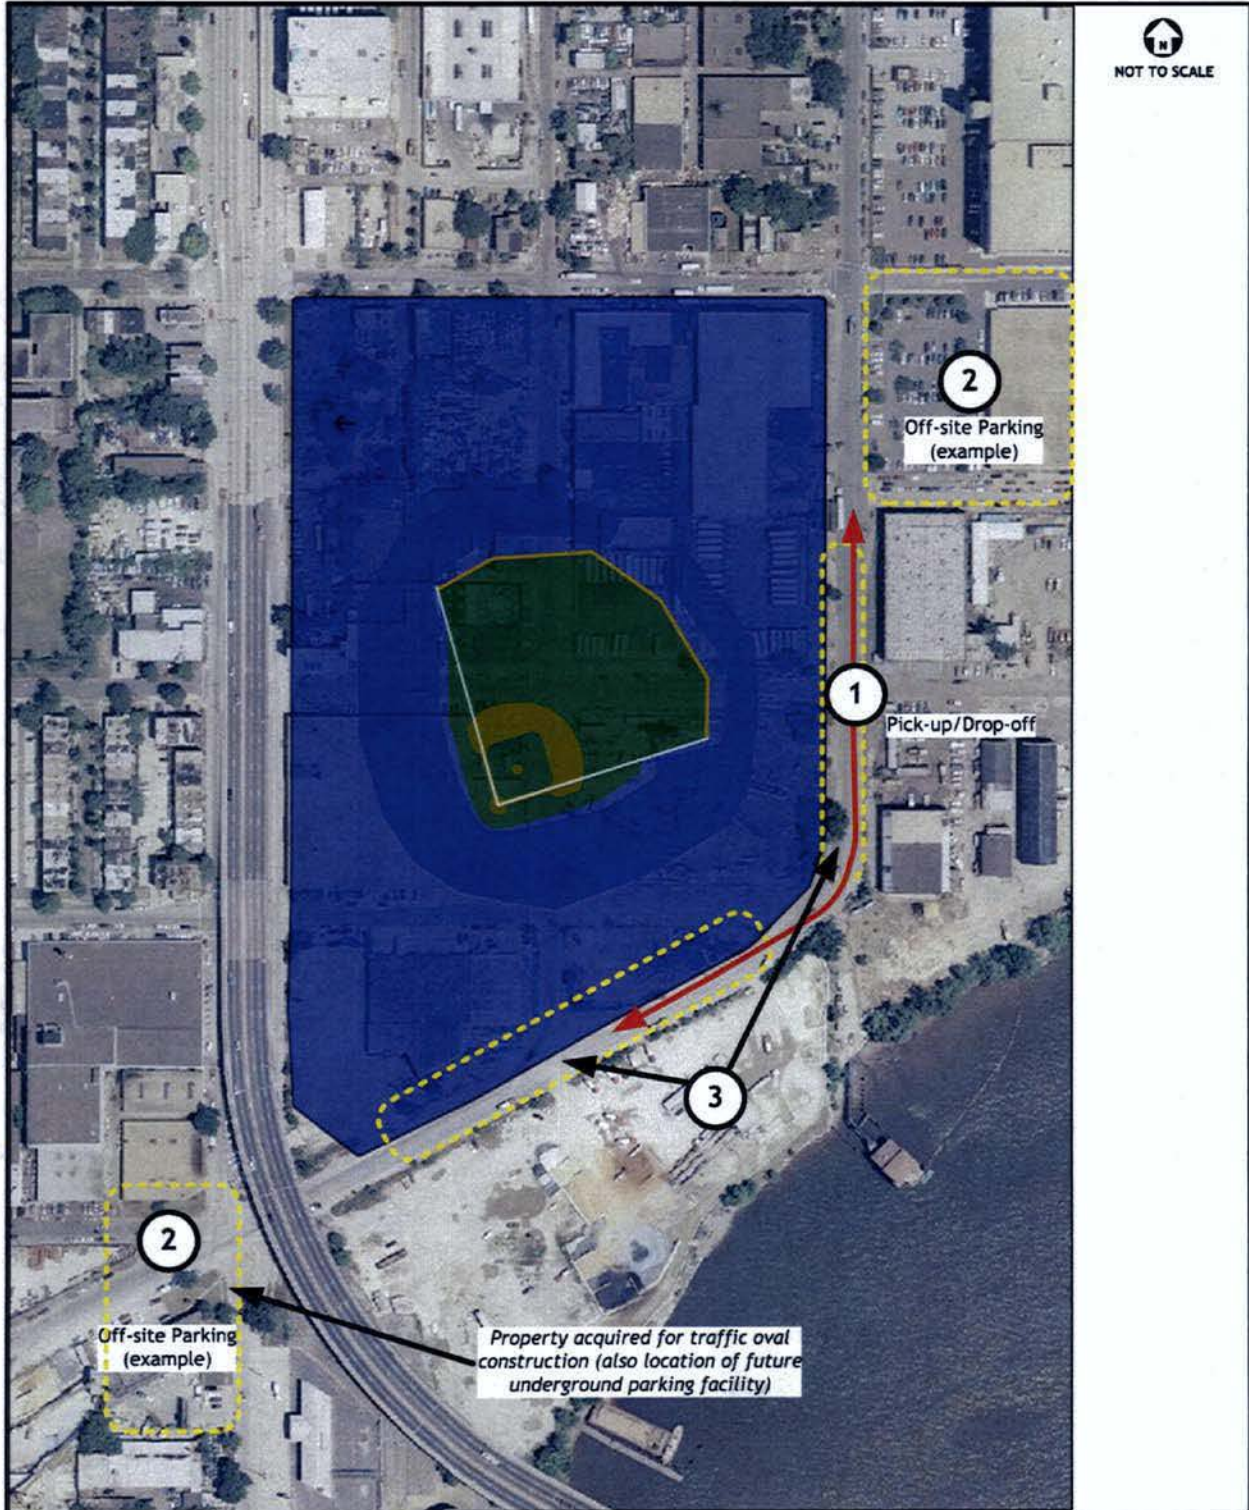 N
NOT TO SCALE
2
Off-site Parking
(example)
1
Pick-up/Drop-off
3
2
Off-site Parking
(example)
Property acquired for traffic oval
construction (also location of future
underground parking facility)